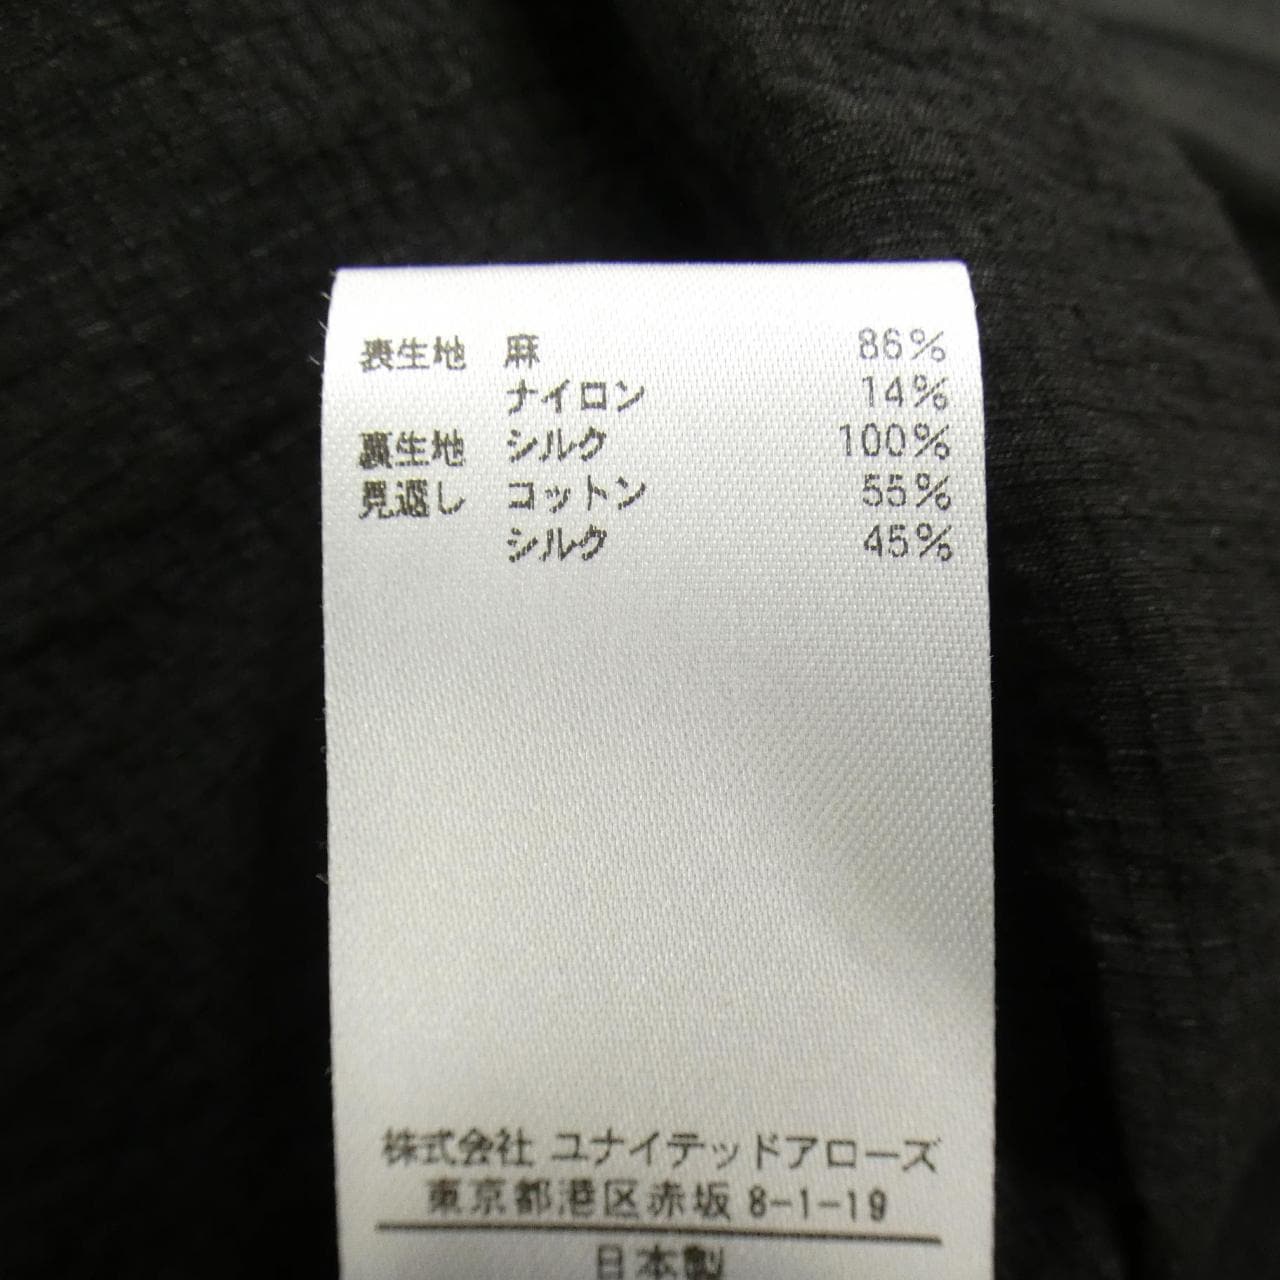 表生地 麻 86%
ナイロン 14%
裏生地 シルク 100%
見返し コットン 55%
シルク 45%
株式会社 ユナイテッドアローズ
東京都港区赤坂 8-1-19
日本製